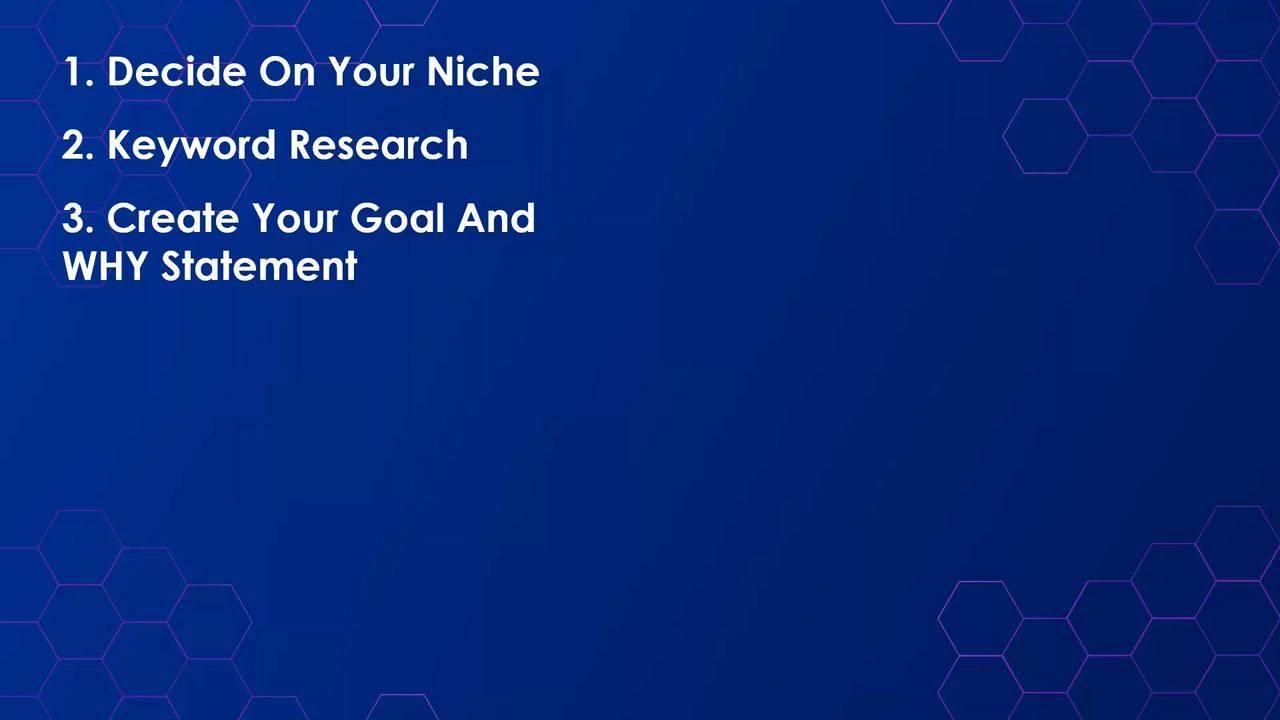 1. Decide On Your Niche
2. Keyword Research
3. Create Your Goal And
WHY Statement